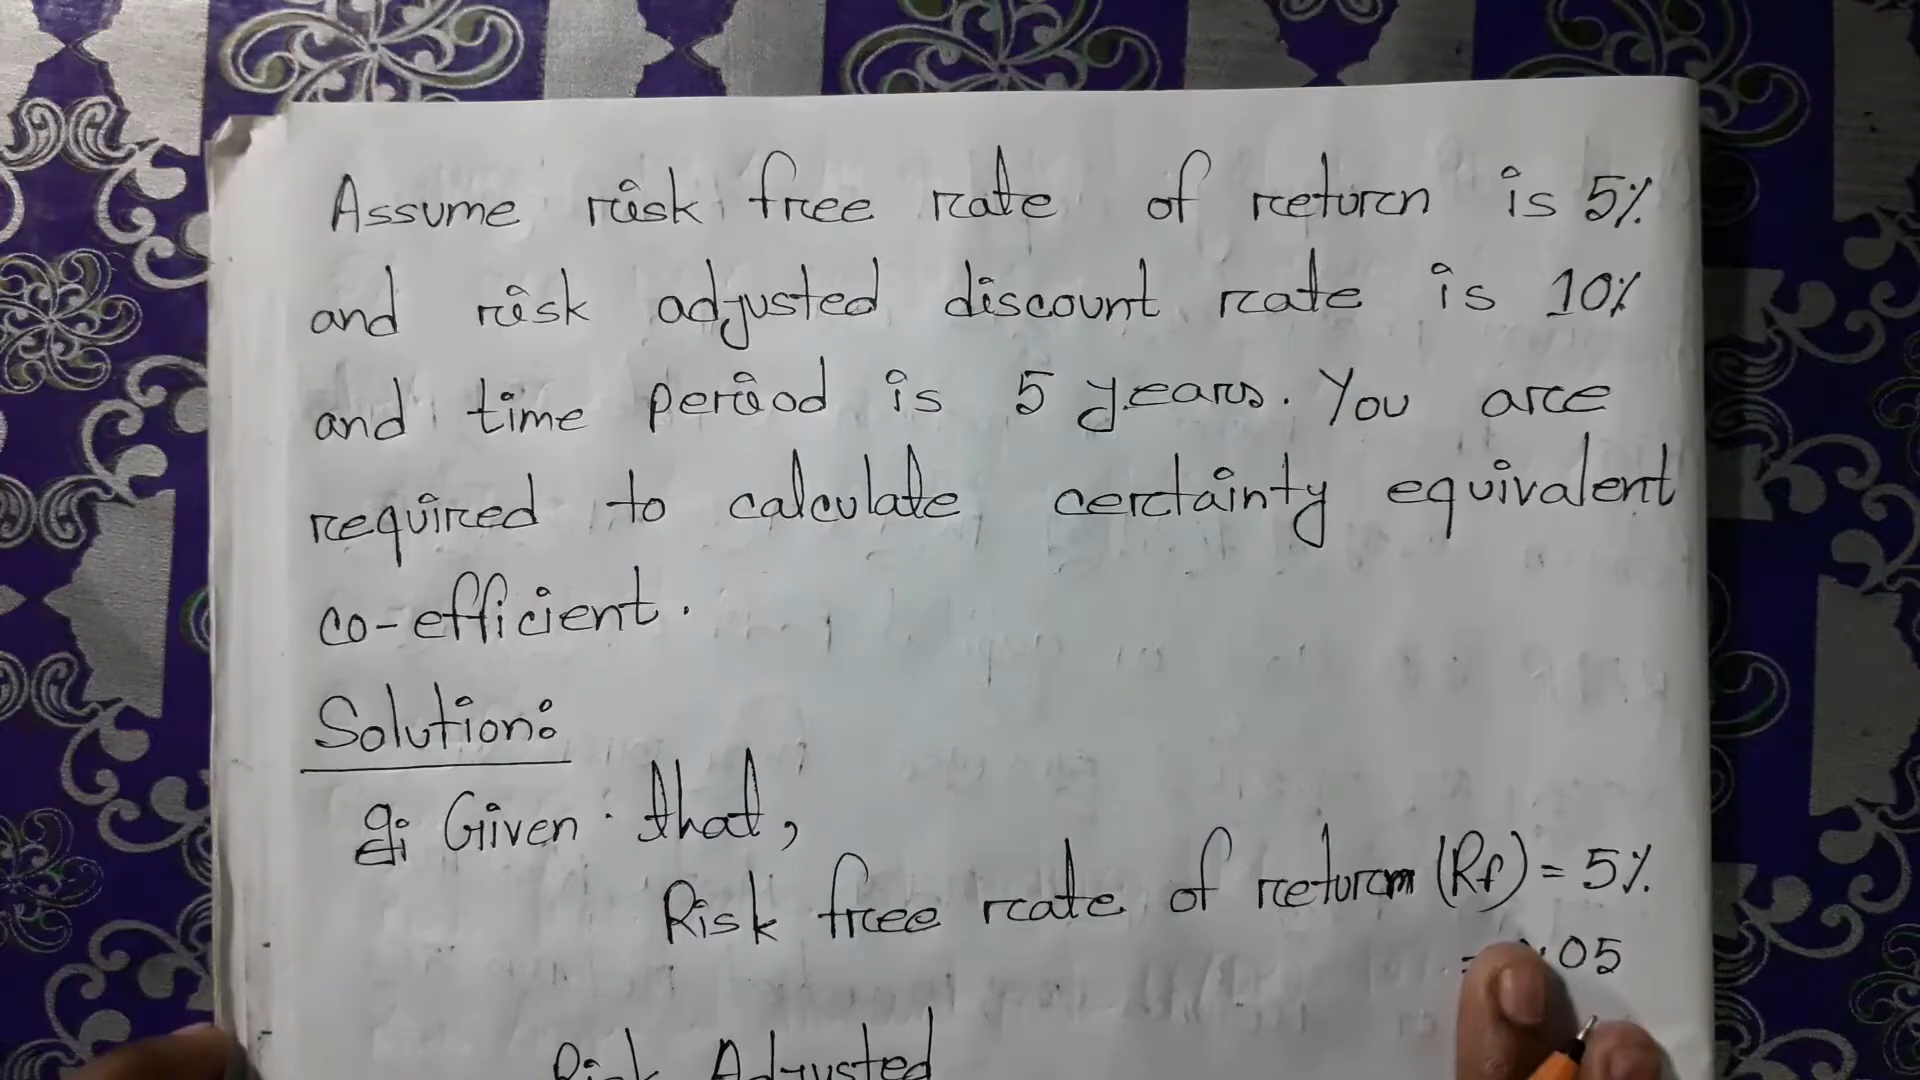 Assume risk free rate of return is 5%
and risk adjusted discount rate is 10%
and time period is 5 years. You are
required to calculate certainty equivalent
co-efficient.
Solution:
Given that,
Risk free rate of return (Rf) = 5%
= .05
Risk Adjusted